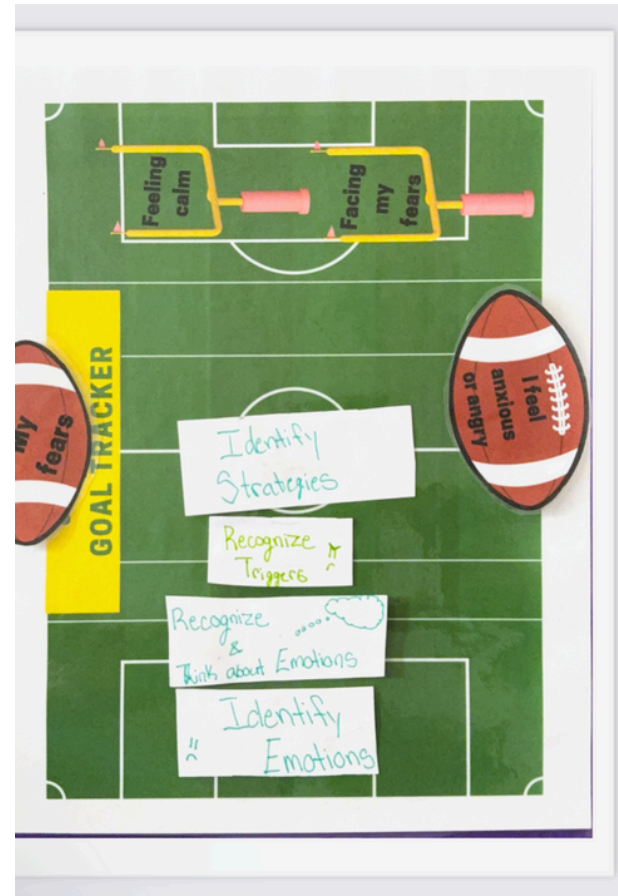 Feeling
calm
Facing
my
fears
GOAL TRACKER
My
fears
I feel
anxious
or angry
Identify
Strategies
Recognize
Triggers
Recognize
&
Think about Emotions
Identify
Emotions